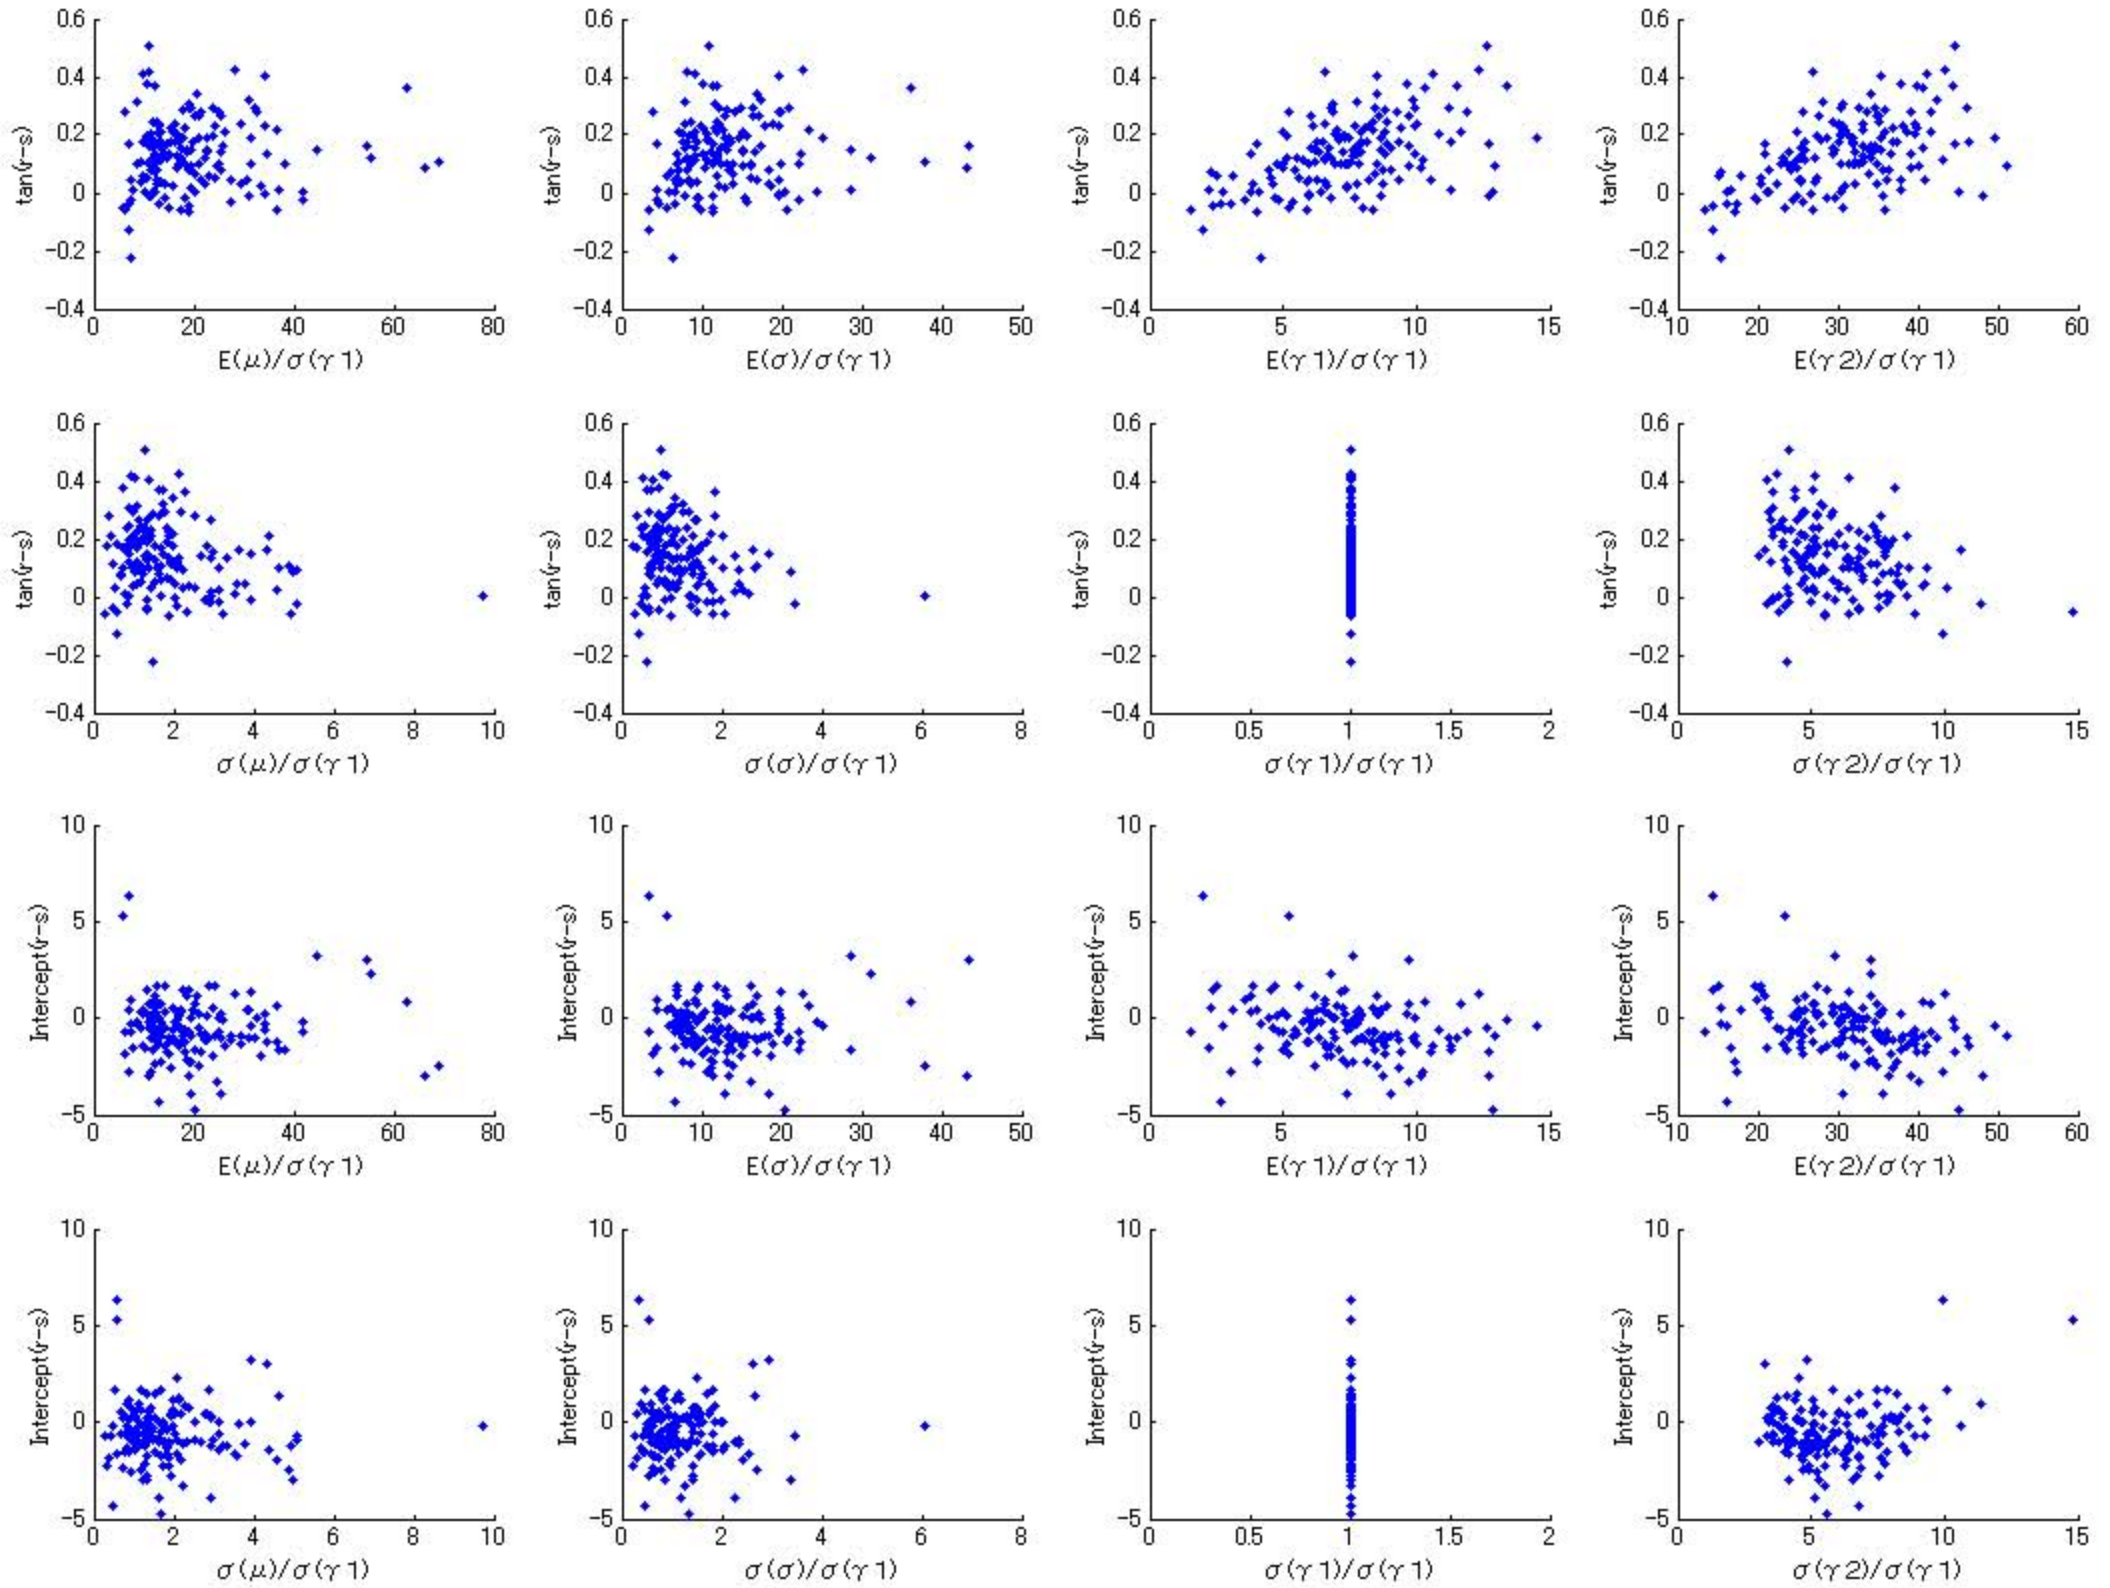 0.6 0.6 0.6 0.6
0.4 0.4 0.4 0.4
0.2 0.2 0.2 0.2
0 0 0 0
−0.2 −0.2 −0.2 −0.2
−0.4 −0.4 −0.4 −0.4
tan(r−s) tan(r−s) tan(r−s) tan(r−s)
0 20 40 60 80 0 10 20 30 40 50 0 5 10 15 10 20 30 40 50 60
E(μ)/σ(γ1) E(σ)/σ(γ1) E(γ1)/σ(γ1) E(γ2)/σ(γ1)
0.6 0.6 0.6 0.6
0.4 0.4 0.4 0.4
0.2 0.2 0.2 0.2
0 0 0 0
−0.2 −0.2 −0.2 −0.2
−0.4 −0.4 −0.4 −0.4
tan(r−s) tan(r−s) tan(r−s) tan(r−s)
0 2 4 6 8 10 0 2 4 6 8 0 0.5 1 1.5 2 0 5 10 15
σ(μ)/σ(γ1) σ(σ)/σ(γ1) σ(γ1)/σ(γ1) σ(γ2)/σ(γ1)
10 10 10 10
5 5 5 5
0 0 0 0
−5 −5 −5 −5
Intercept(r−s) Intercept(r−s) Intercept(r−s) Intercept(r−s)
0 20 40 60 80 0 10 20 30 40 50 0 5 10 15 10 20 30 40 50 60
E(μ)/σ(γ1) E(σ)/σ(γ1) E(γ1)/σ(γ1) E(γ2)/σ(γ1)
10 10 10 10
5 5 5 5
0 0 0 0
−5 −5 −5 −5
Intercept(r−s) Intercept(r−s) Intercept(r−s) Intercept(r−s)
0 2 4 6 8 10 0 2 4 6 8 0 0.5 1 1.5 2 0 5 10 15
σ(μ)/σ(γ1) σ(σ)/σ(γ1) σ(γ1)/σ(γ1) σ(γ2)/σ(γ1)